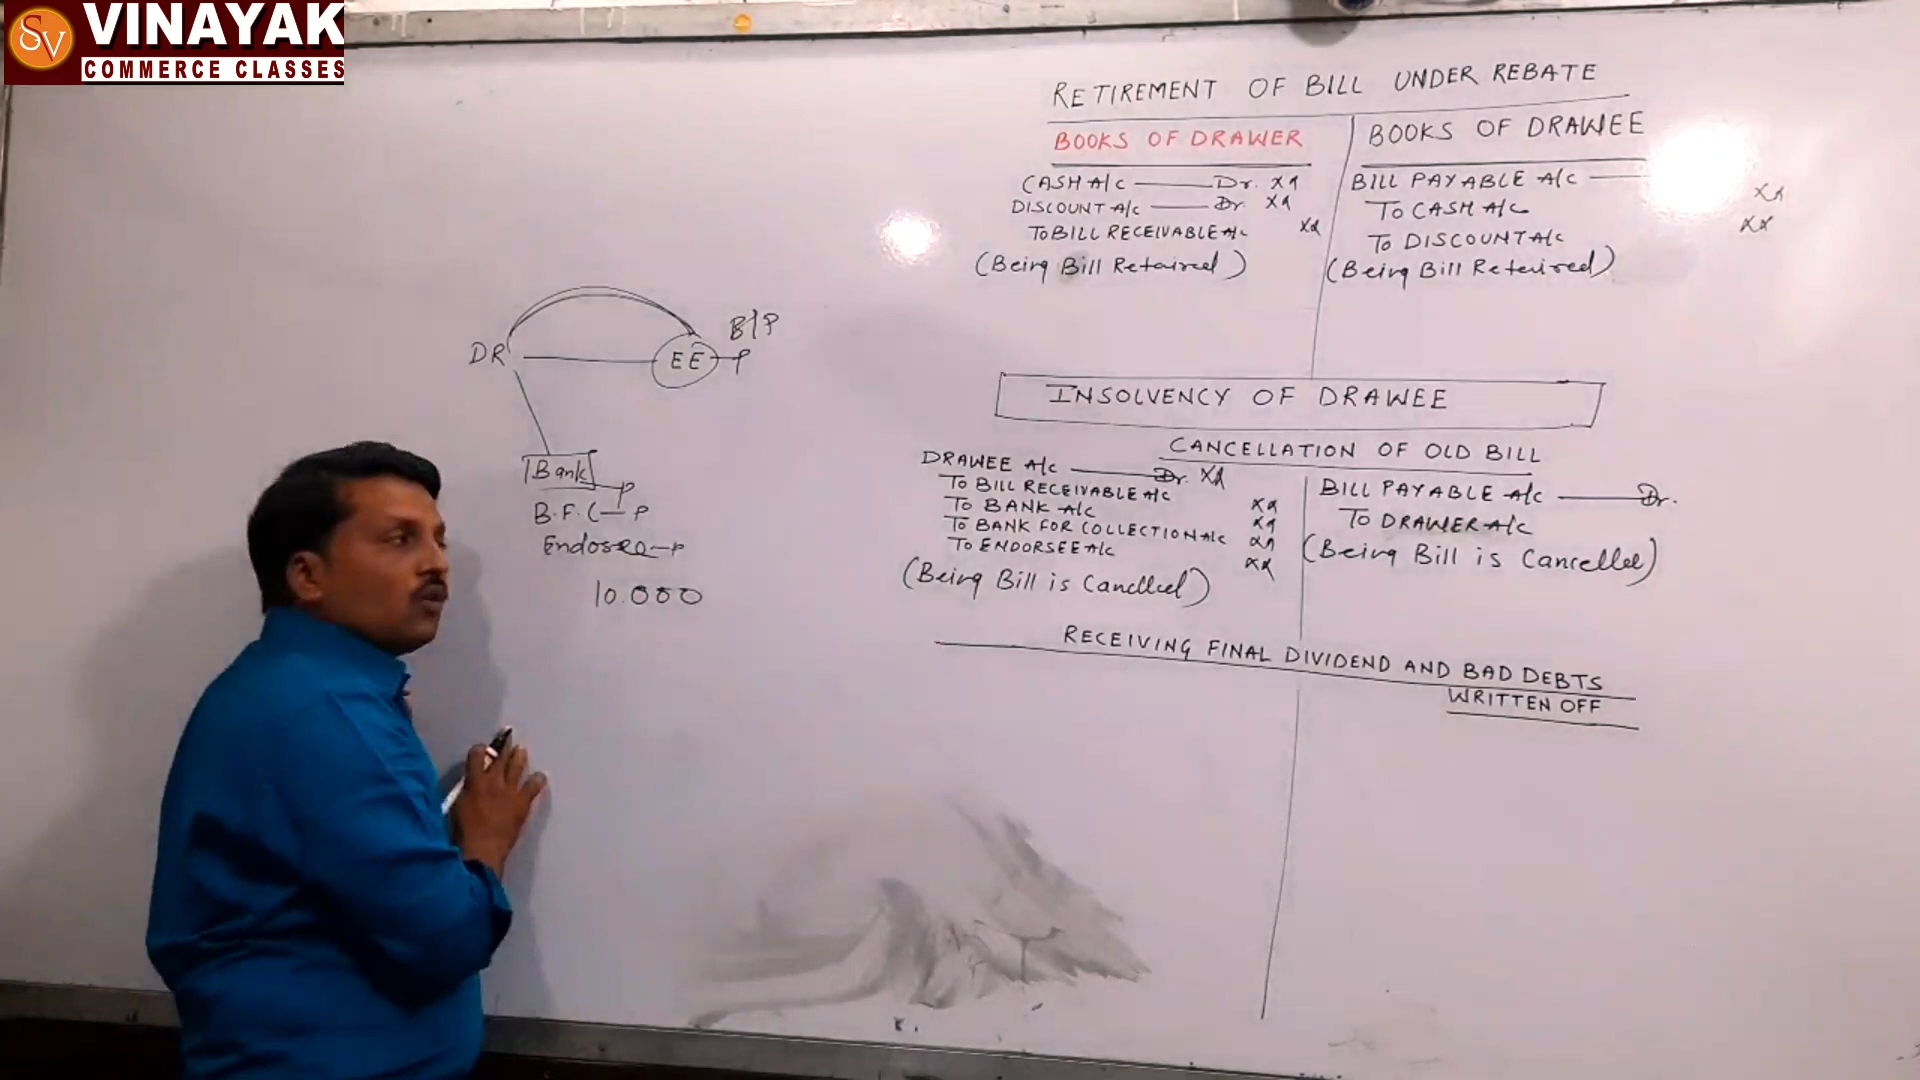 SV
VINAYAK
COMMERCE CLASSES
RETIREMENT OF BILL UNDER REBATE
BOOKS OF DRAWER
CASH A/c ——— Dr. xx
DISCOUNT A/c ——— Dr. xx
To BILL RECEIVABLE A/c xx
(Being Bill Retaired)
BOOKS OF DRAWEE
BILL PAYABLE A/c ———
To CASH A/c xx
To DISCOUNT A/c xx
(Being Bill Reteired)
DR
EE
B/P
P
Bank P
B.F.C — P
Endosee — P
10.000
INSOLVENCY OF DRAWEE
CANCELLATION OF OLD BILL
DRAWEE A/c ——— Dr. xx
To BILL RECEIVABLE A/c xx
To BANK A/c xx
To BANK FOR COLLECTION A/c xx
To ENDORSEE A/c xx
(Being Bill is Cancelled)
BILL PAYABLE A/c ——— Dr.
To DRAWER A/c
(Being Bill is Cancelled)
RECEIVING FINAL DIVIDEND AND BAD DEBTS
WRITTEN OFF